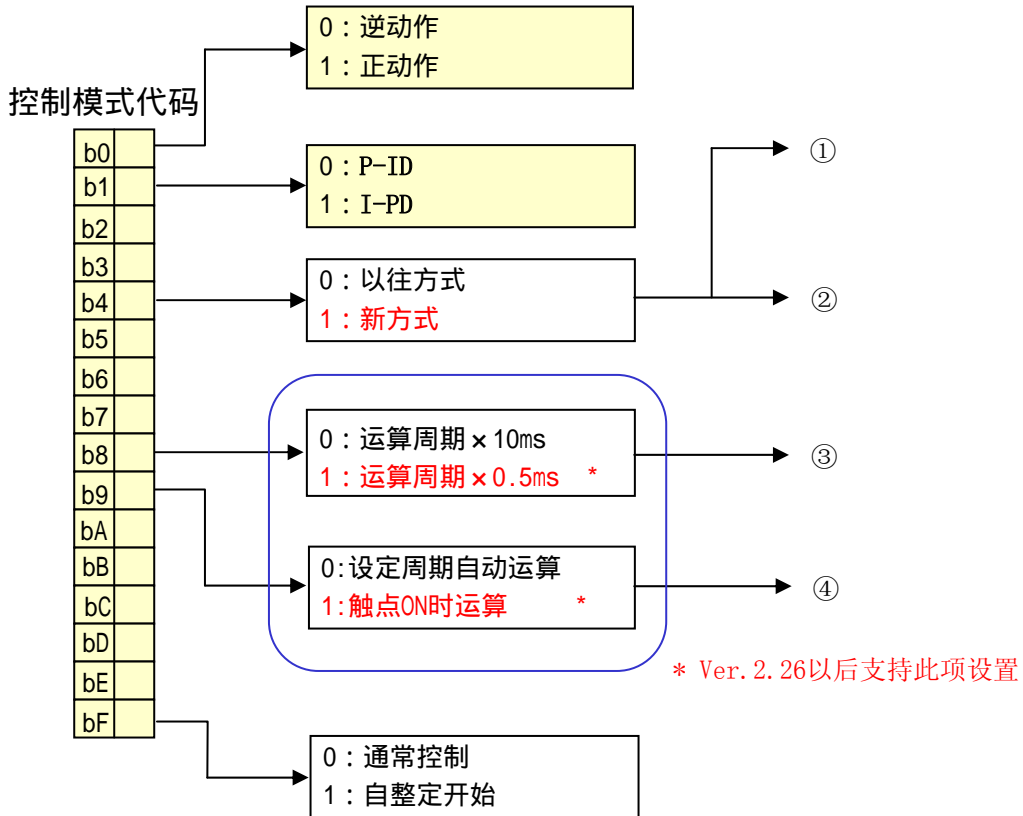 控制模式代码
b0
b1
b2
b3
b4
b5
b6
b7
b8
b9
bA
bB
bC
bD
bE
bF
0：逆动作
1：正动作
0：P-ID
1：I-PD
0：以往方式
1：新方式
①
②
0：运算周期×10ms
1：运算周期×0.5ms *
③
0:设定周期自动运算
1:触点ON时运算 *
④
* Ver.2.26以后支持此项设置
0：通常控制
1：自整定开始